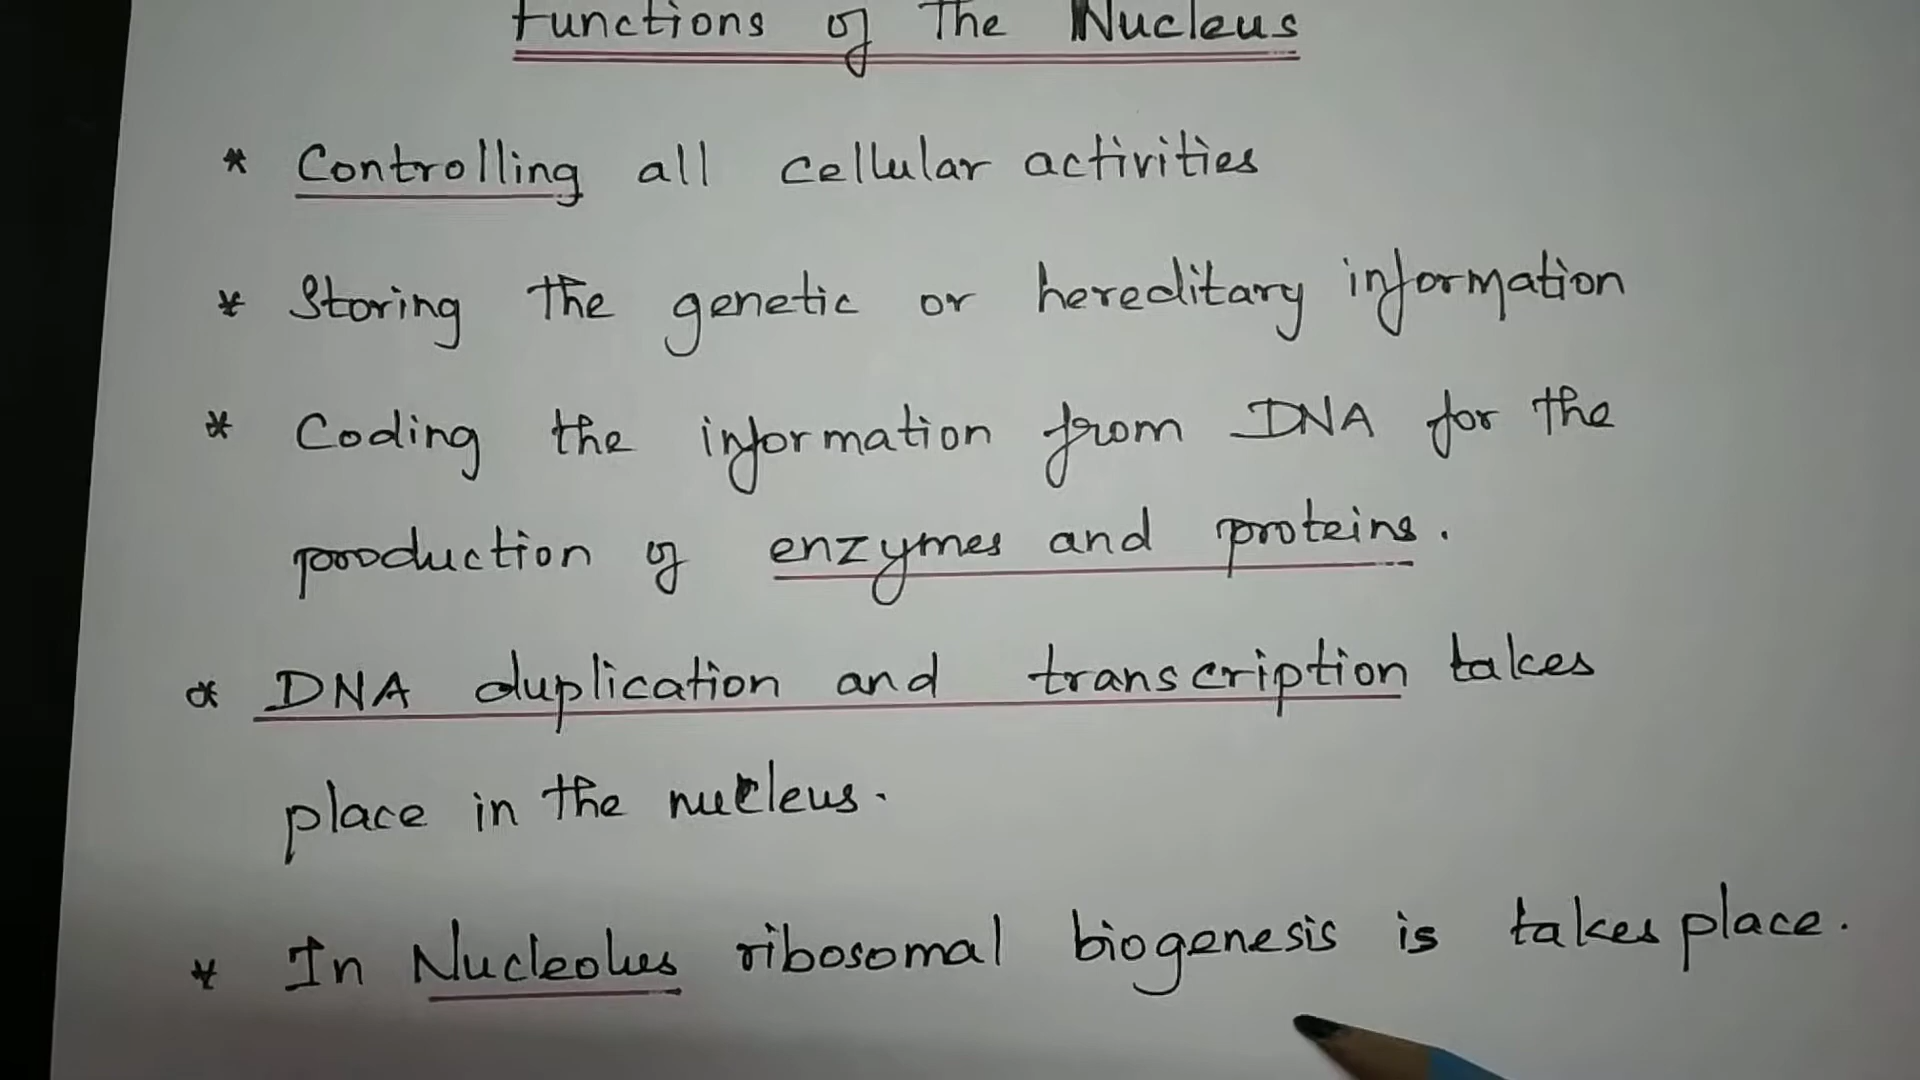 Functions of The Nucleus
* Controlling all cellular activities
* Storing the genetic or hereditary information
* Coding the information from DNA for the
production of enzymes and proteins.
* DNA duplication and transcription takes
place in the nucleus.
* In Nucleolus ribosomal biogenesis is takes place.